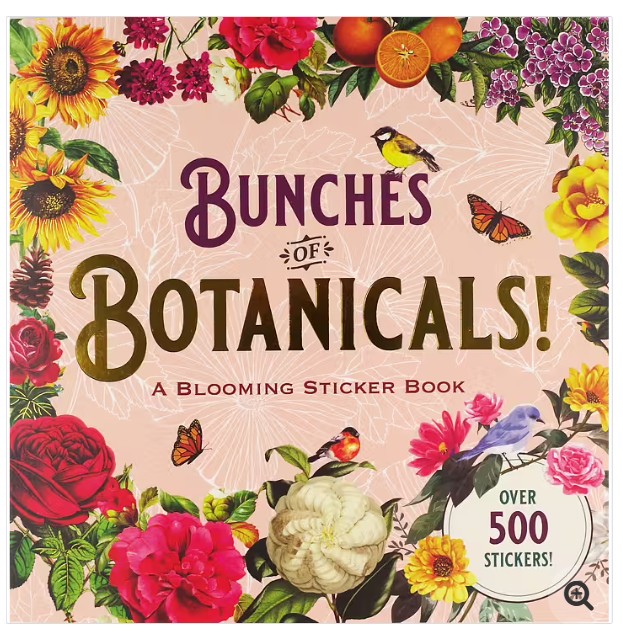 BUNCHES
OF
BOTANICALS!
A BLOOMING STICKER BOOK
OVER
500
STICKERS!